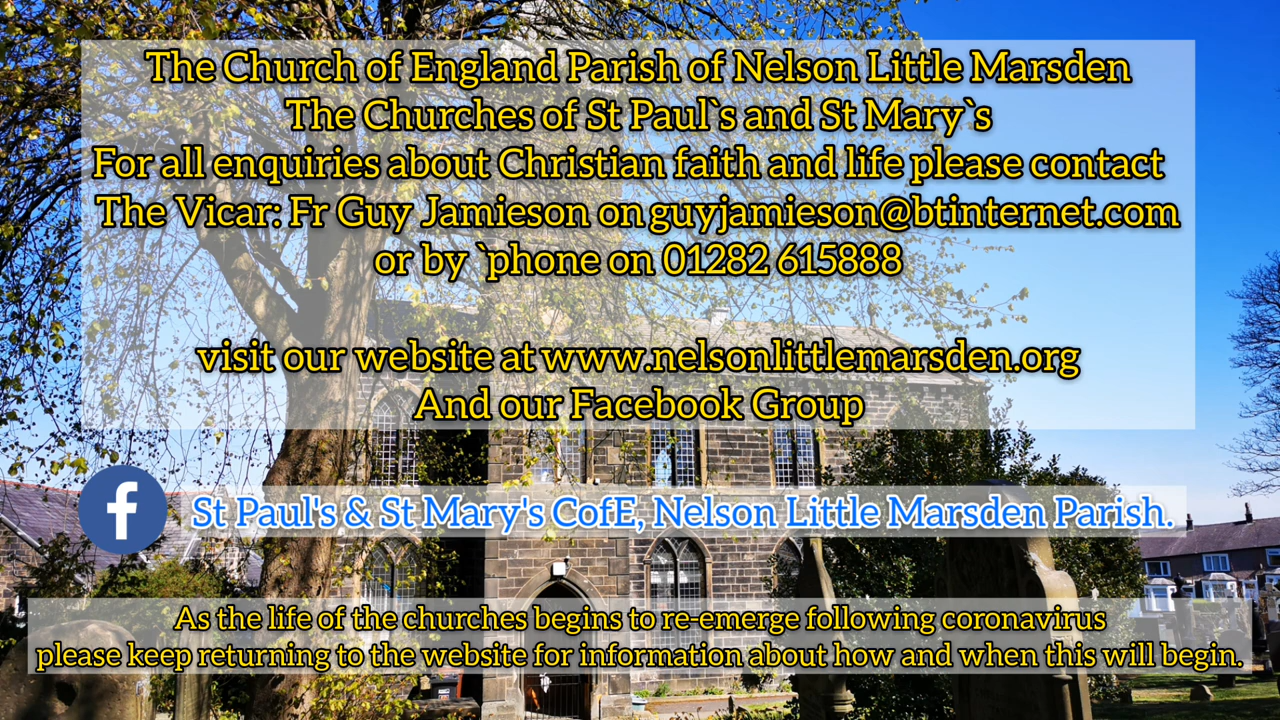 The Church of England Parish of Nelson Little Marsden
The Churches of St Paul`s and St Mary`s
For all enquiries about Christian faith and life please contact
The Vicar: Fr Guy Jamieson on guyjamieson@btinternet.com
or by `phone on 01282 615888
visit our website at www.nelsonlittlemarsden.org
And our Facebook Group
f St Paul's & St Mary's CofE, Nelson Little Marsden Parish.
As the life of the churches begins to re-emerge following coronavirus
please keep returning to the website for information about how and when this will begin.